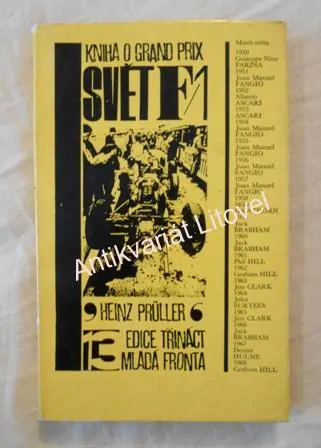 KNIHA O GRAND PRIX
SVĚT F1
HEINZ PRÜLLER
13 EDICE TŘINÁCT
MLADÁ FRONTA
Antikvariát Litovel
Mistři světa
1950
Guiseppe Nino
FARINA
1951
Juan Manuel
FANGIO
1952
Alberto
ASCARI
1953
ASCARI
1954
Juan Manuel
FANGIO
1955
Juan Manuel
FANGIO
1956
Juan Manuel
FANGIO
1957
Juan Manuel
FANGIO
1958
1959
Jack
BRABHAM
1960
Jack
BRABHAM
1961
Phil HILL
1962
Graham HILL
1963
Jim CLARK
1964
John
SURTEES
1965
Jim CLARK
1966
Jack
BRABHAM
1967
Dennis
HULME
1968
Graham HILL